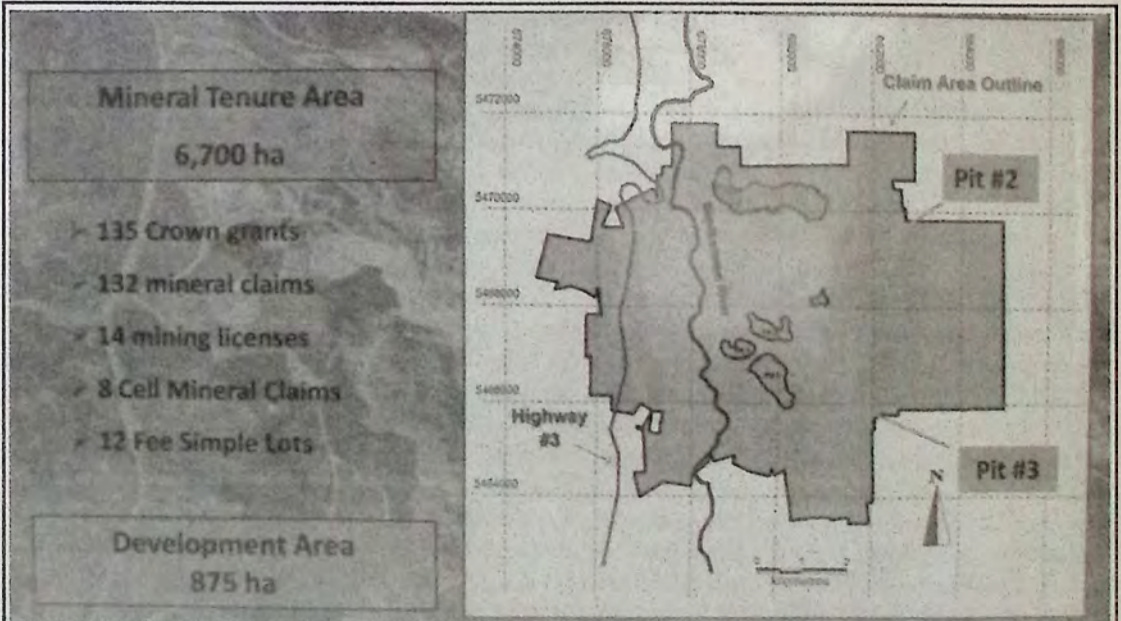 Mineral Tenure Area
6,700 ha
135 Crown grants
132 mineral claims
14 mining licenses
8 Cell Mineral Claims
12 Fee Simple Lots
Development Area
875 ha
Claim Area Outline
5472000
Pit #2
5470000
5468000
Highway
#3
5464000
Pit #3
N